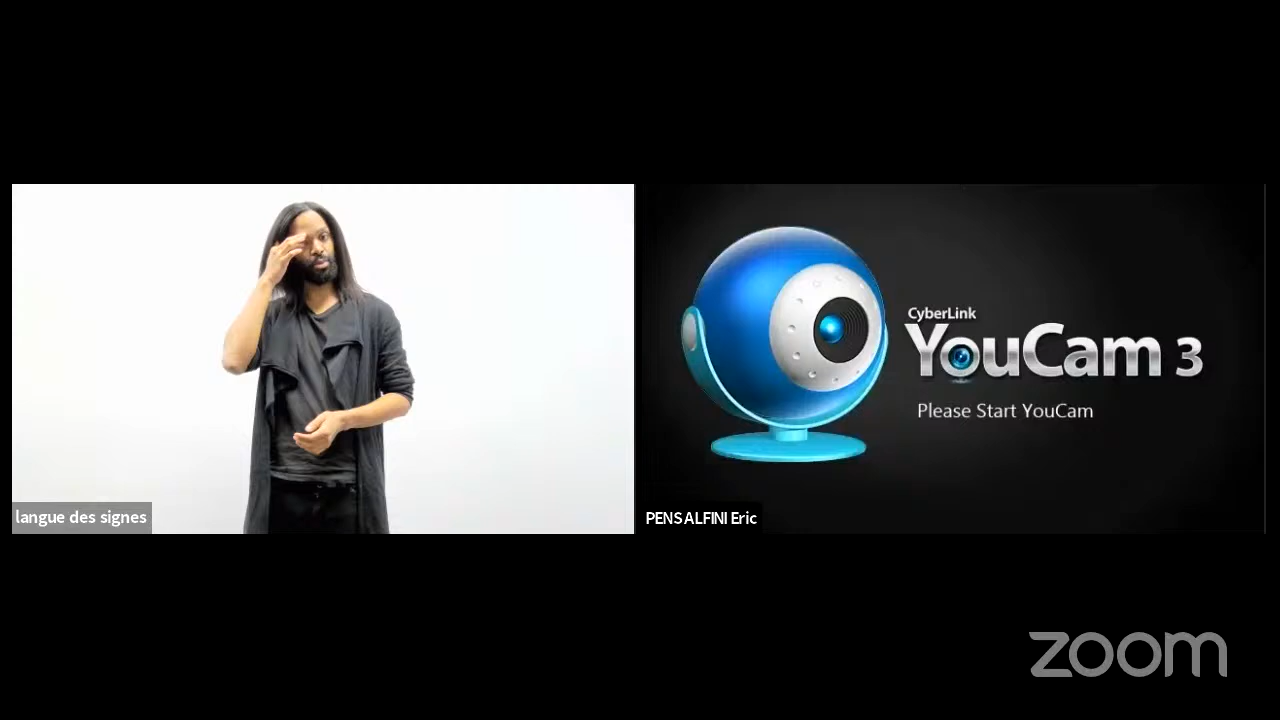 langue des signes
CyberLink
YouCam 3
Please Start YouCam
PENSALFINI Eric
zoom